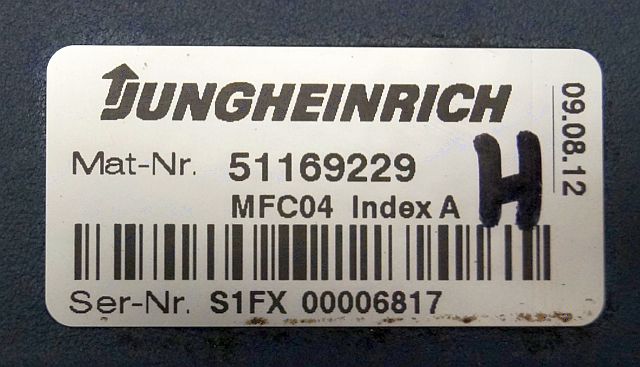 JUNGHEINRICH
Mat-Nr. 51169229
MFC04 Index A
H
09.08.12
Ser-Nr. S1FX 00006817